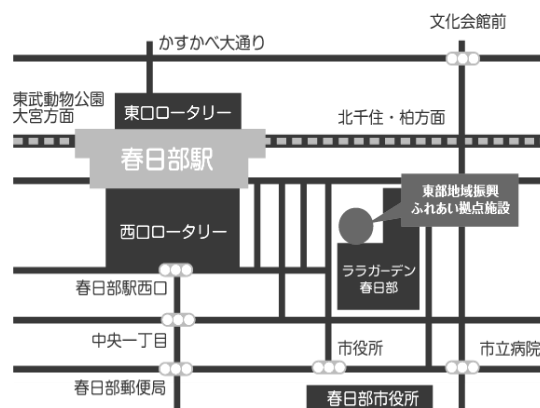 文化会館前
かすかべ大通り
東武動物公園
大宮方面
東口ロータリー
北千住・柏方面
春日部駅
東部地域振興
ふれあい拠点施設
西口ロータリー
ララガーデン
春日部
春日部駅西口
中央一丁目
市役所
市立病院
春日部郵便局
春日部市役所